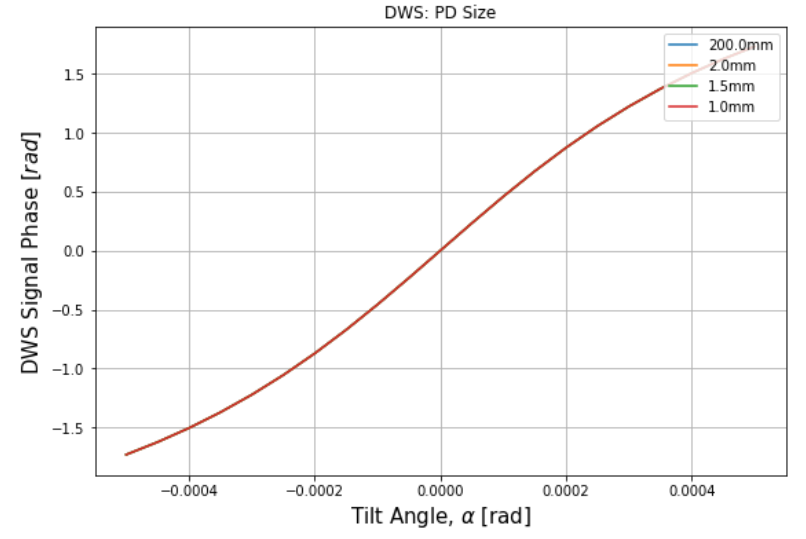 DWS: PD Size
200.0mm
2.0mm
1.5mm
1.0mm
1.5
1.0
0.5
0.0
−0.5
−1.0
−1.5
DWS Signal Phase [rad]
−0.0004
−0.0002
0.0000
0.0002
0.0004
Tilt Angle, α [rad]